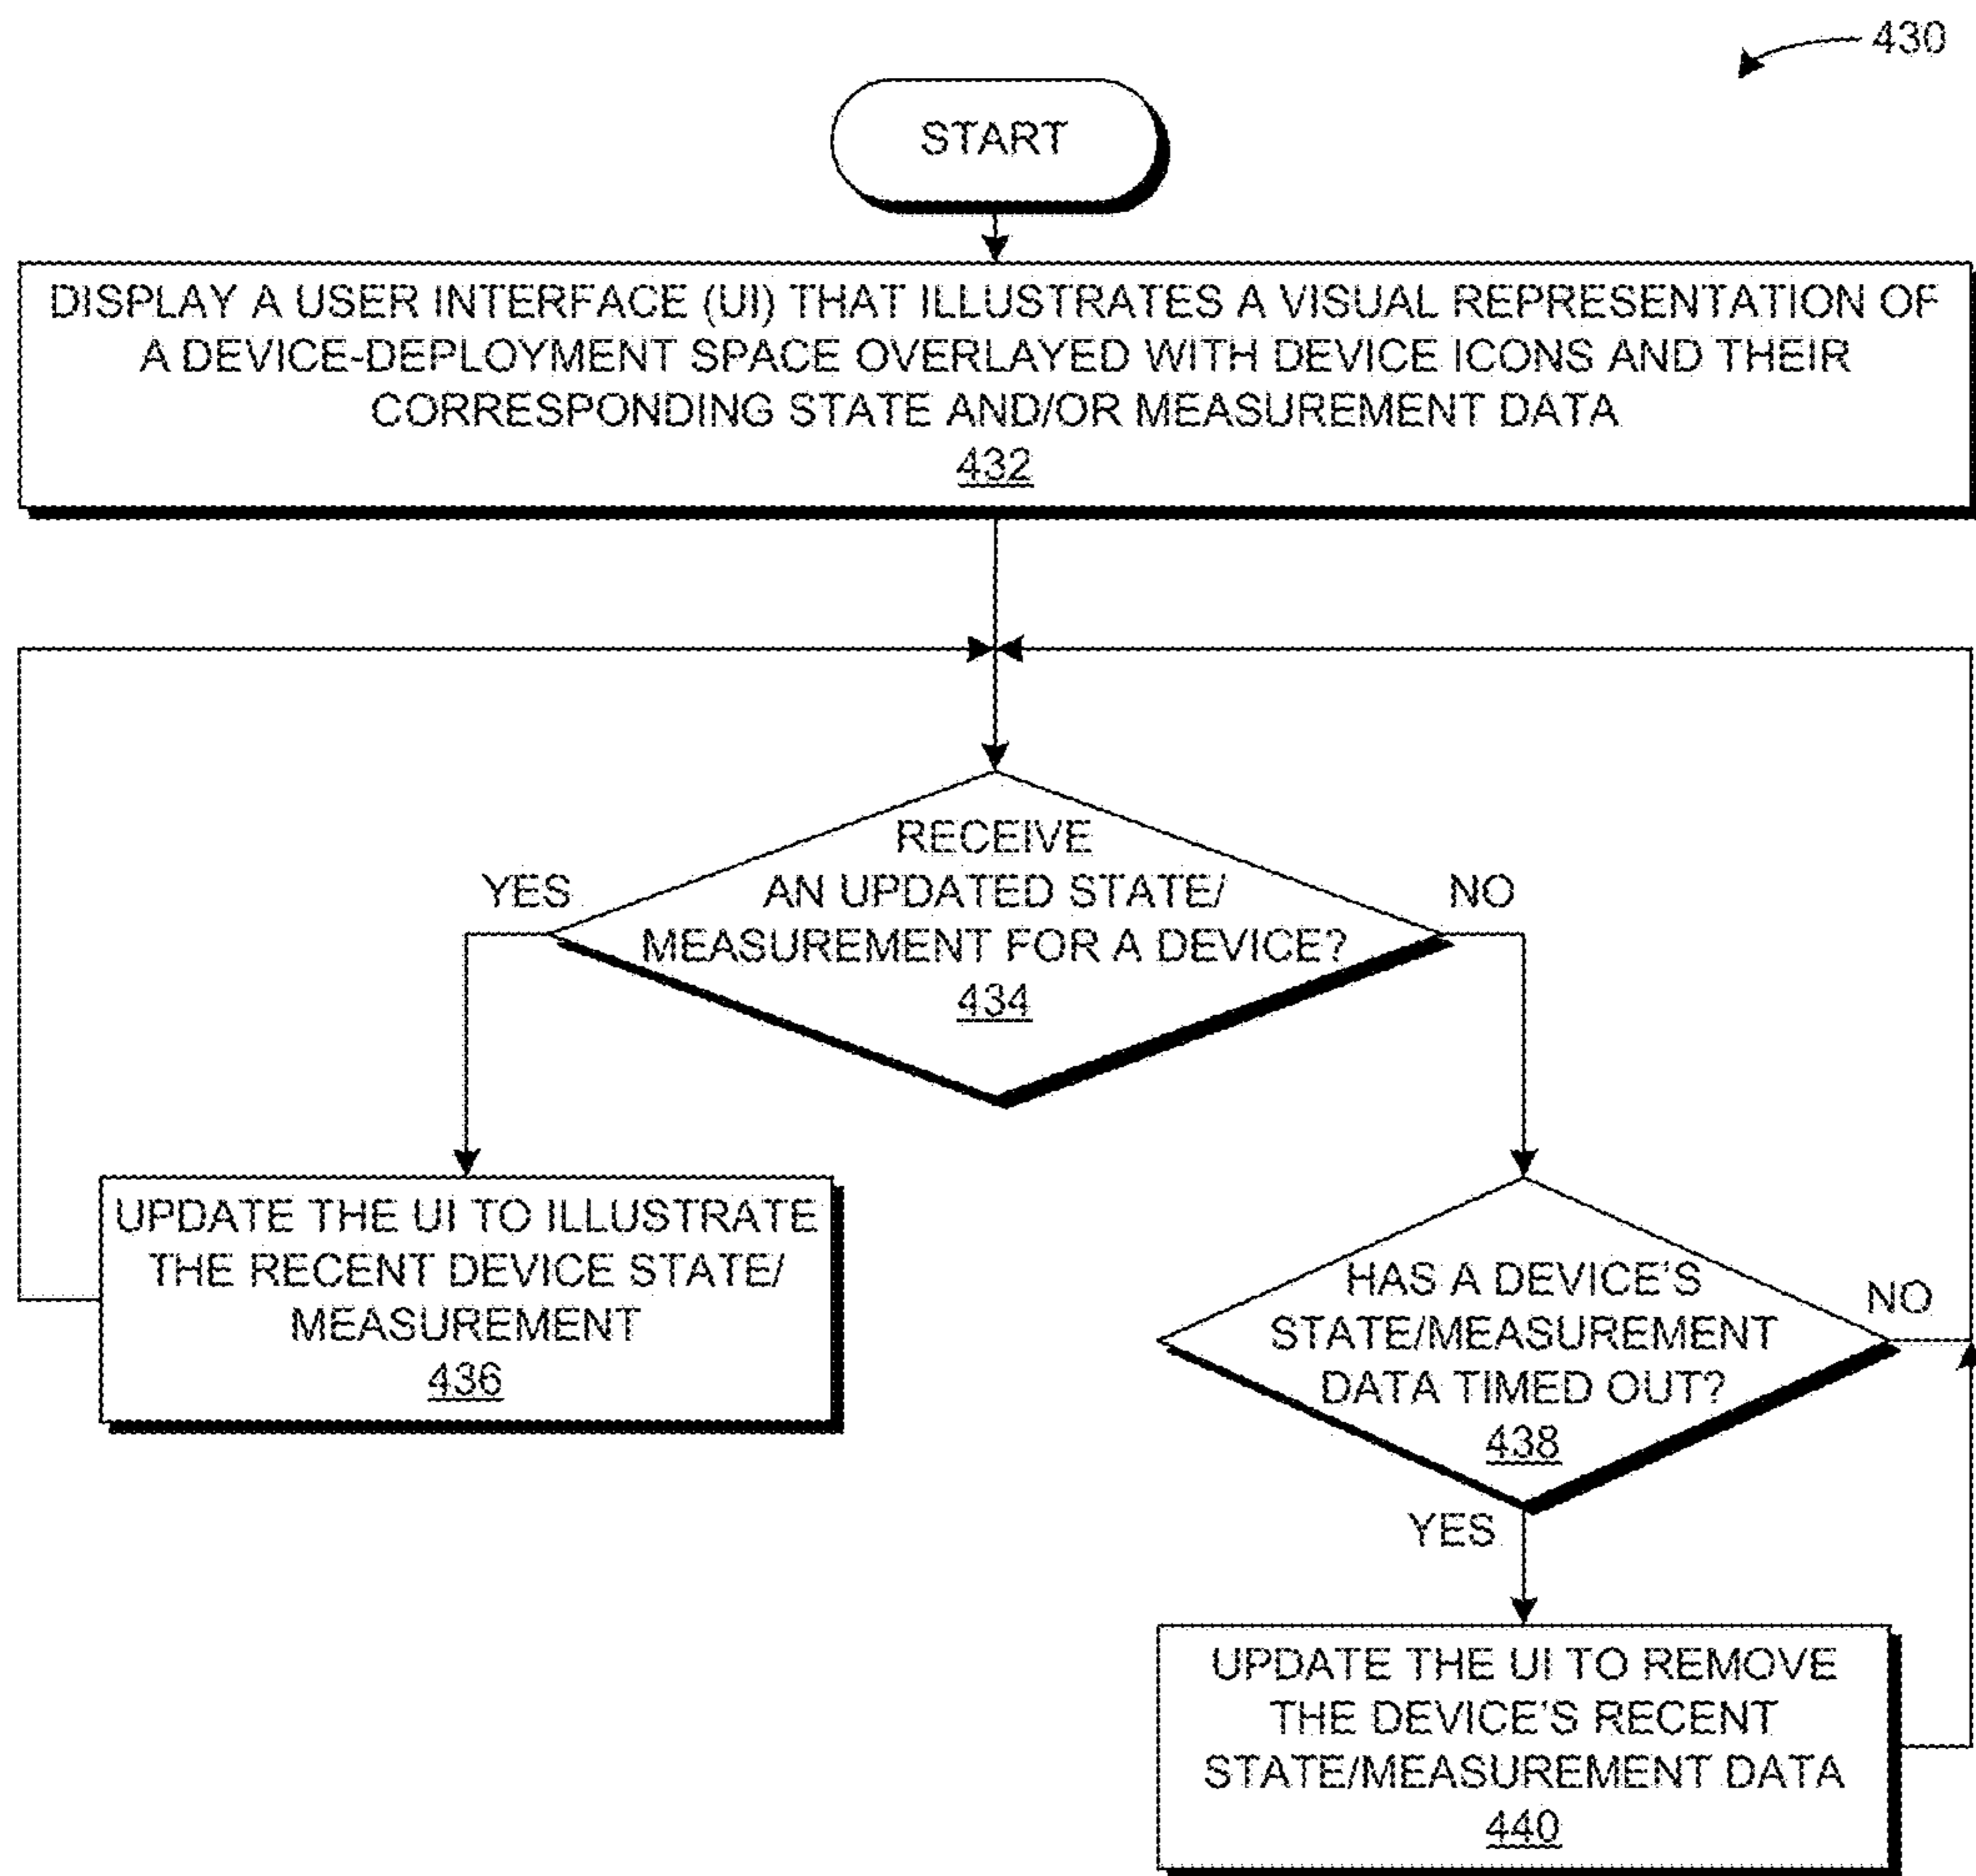 430
START
DISPLAY A USER INTERFACE (UI) THAT ILLUSTRATES A VISUAL REPRESENTATION OF
A DEVICE-DEPLOYMENT SPACE OVERLAYED WITH DEVICE ICONS AND THEIR
CORRESPONDING STATE AND/OR MEASUREMENT DATA
432
RECEIVE
AN UPDATED STATE/
MEASUREMENT FOR A DEVICE?
434
YES
NO
UPDATE THE UI TO ILLUSTRATE
THE RECENT DEVICE STATE/
MEASUREMENT
436
HAS A DEVICE'S
STATE/MEASUREMENT
DATA TIMED OUT?
438
NO
YES
UPDATE THE UI TO REMOVE
THE DEVICE'S RECENT
STATE/MEASUREMENT DATA
440